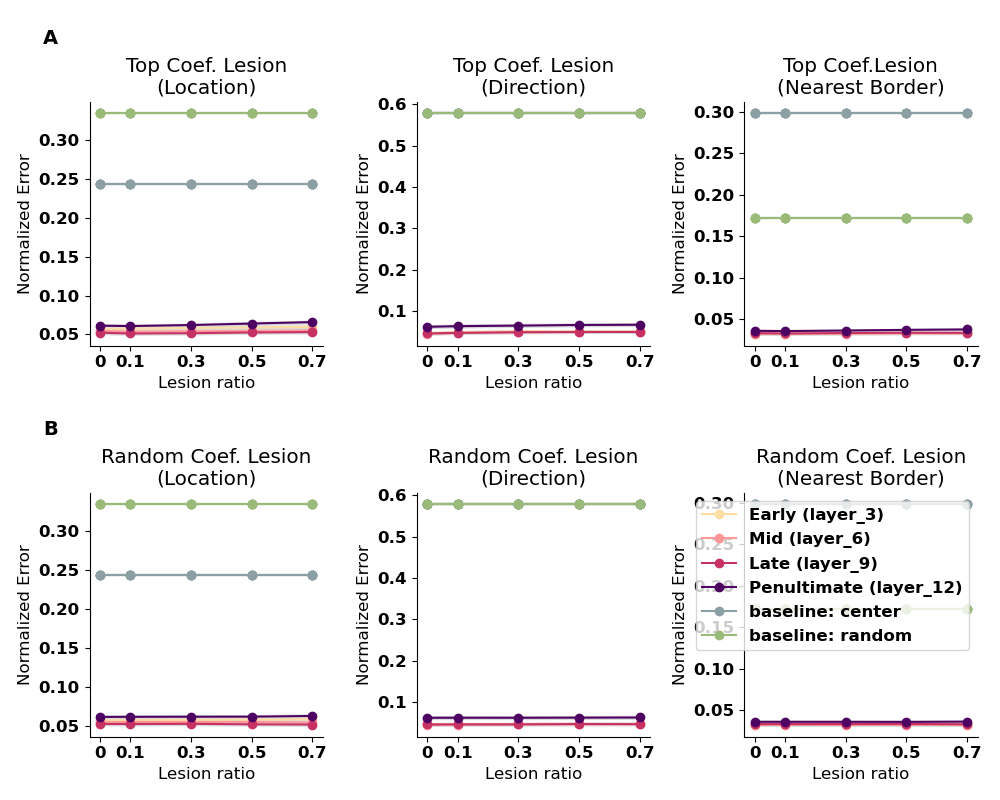 A
Top Coef. Lesion
(Location)
Top Coef. Lesion
(Direction)
Top Coef.Lesion
(Nearest Border)
Normalized Error
0.30
0.25
0.20
0.15
0.10
0.05
0 0.1 0.3 0.5 0.7
Lesion ratio
Normalized Error
0.6
0.5
0.4
0.3
0.2
0.1
0 0.1 0.3 0.5 0.7
Lesion ratio
Normalized Error
0.30
0.25
0.20
0.15
0.10
0.05
0 0.1 0.3 0.5 0.7
Lesion ratio
B
Random Coef. Lesion
(Location)
Random Coef. Lesion
(Direction)
Random Coef. Lesion
(Nearest Border)
Normalized Error
0.30
0.25
0.20
0.15
0.10
0.05
0 0.1 0.3 0.5 0.7
Lesion ratio
Normalized Error
0.6
0.5
0.4
0.3
0.2
0.1
0 0.1 0.3 0.5 0.7
Lesion ratio
Normalized Error
0.30
0.25
0.20
0.15
0.10
0.05
0 0.1 0.3 0.5 0.7
Lesion ratio
Early (layer_3)
Mid (layer_6)
Late (layer_9)
Penultimate (layer_12)
baseline: center
baseline: random